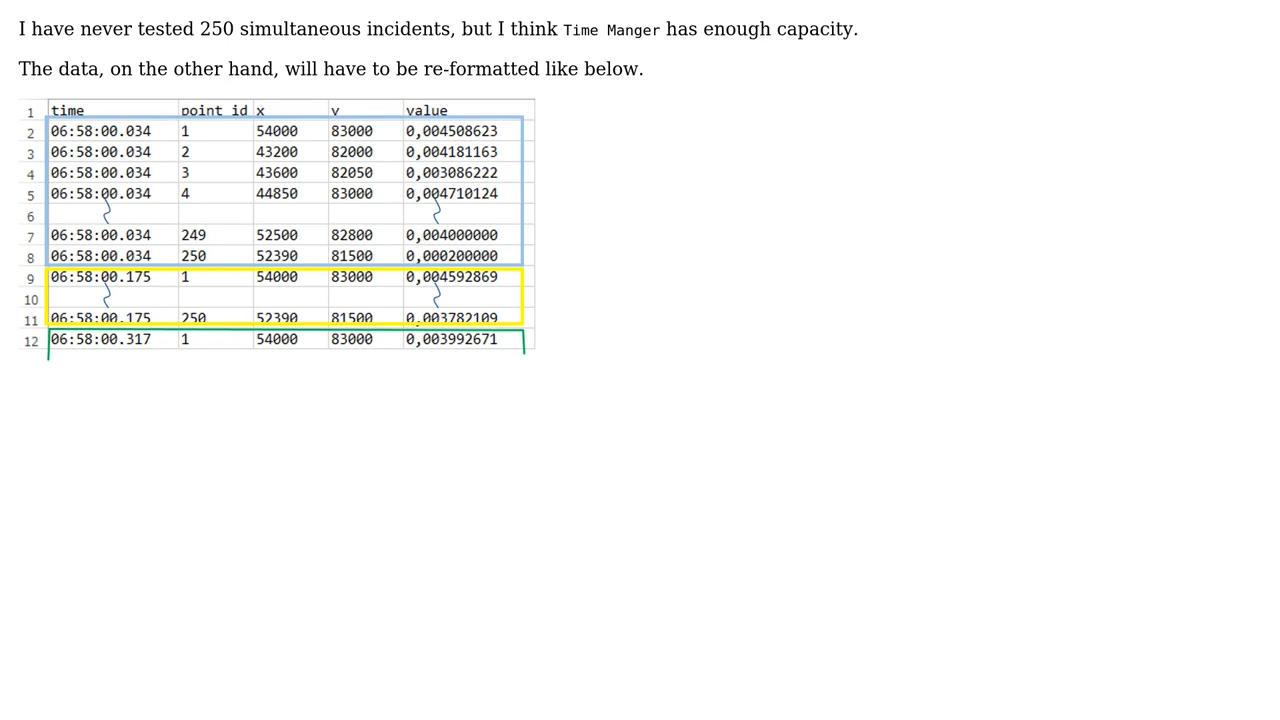 I have never tested 250 simultaneous incidents, but I think Time Manger has enough capacity.
The data, on the other hand, will have to be re-formatted like below.
1 time point id x y value
2 06:58:00.034 1 54000 83000 0,004508623
3 06:58:00.034 2 43200 82000 0,004181163
4 06:58:00.034 3 43600 82050 0,003086222
5 06:58:00.034 4 44850 83000 0,004710124
6
7 06:58:00.034 249 52500 82800 0,004000000
8 06:58:00.034 250 52390 81500 0,000200000
9 06:58:00.175 1 54000 83000 0,004592869
10
11 06:58:00.175 250 52390 81500 0,003782109
12 06:58:00.317 1 54000 83000 0,003992671